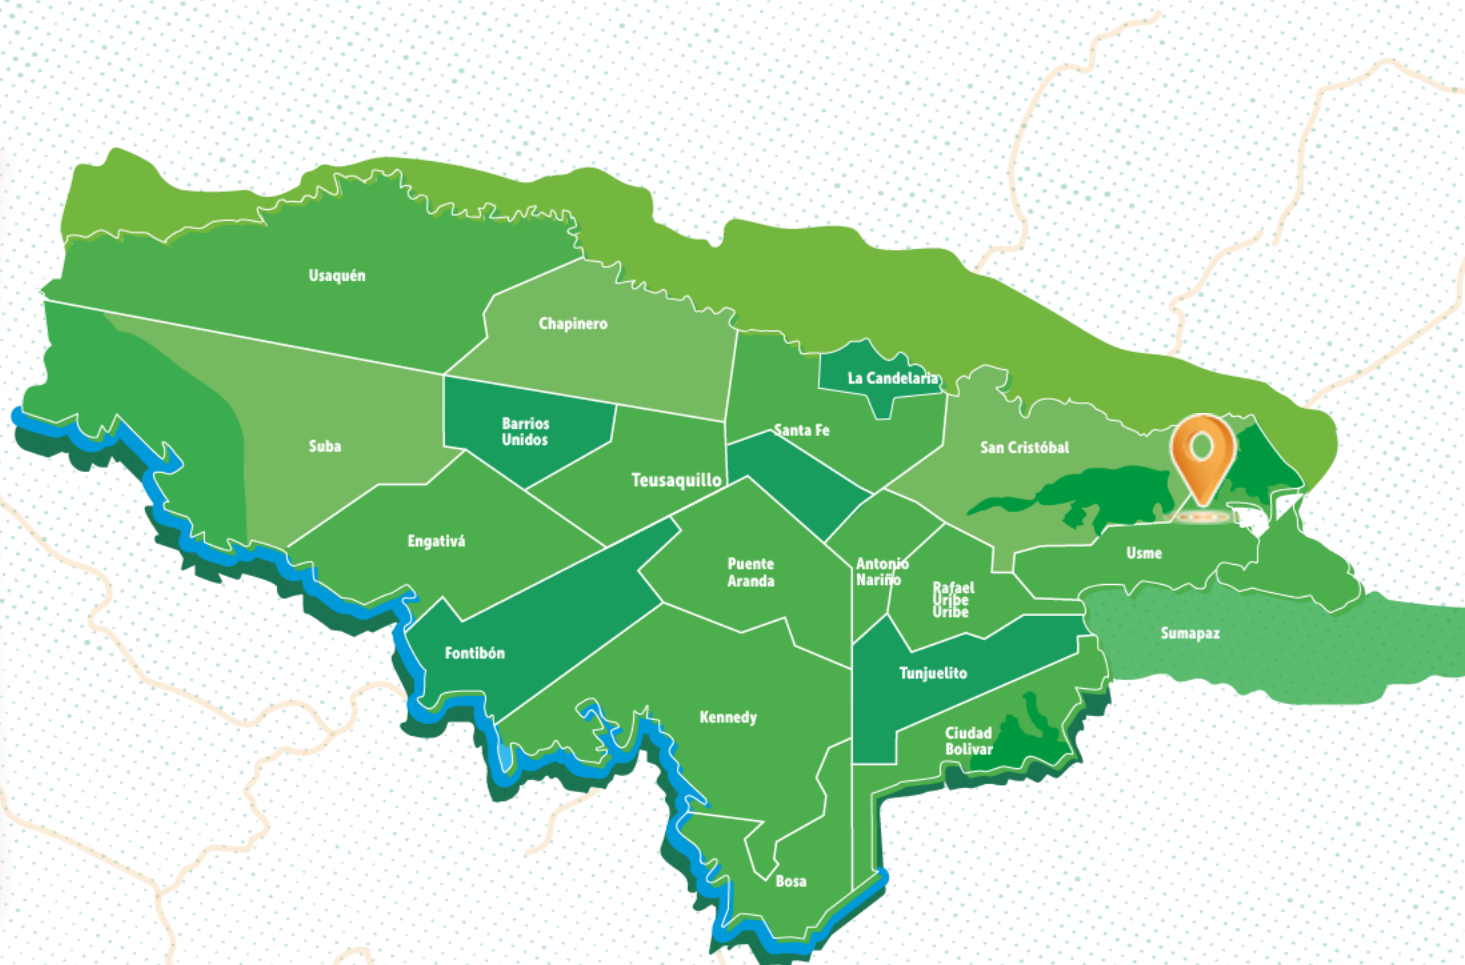 Usaquén
Chapinero
La Candelaria
Barrios
Unidos
Santa Fe
Suba
San Cristóbal
Teusaquillo
Engativá
Usme
Puente
Aranda
Antonio
Nariño
Rafael
Uribe
Uribe
Sumapaz
Fontibón
Tunjuelito
Kennedy
Ciudad
Bolivar
Bosa